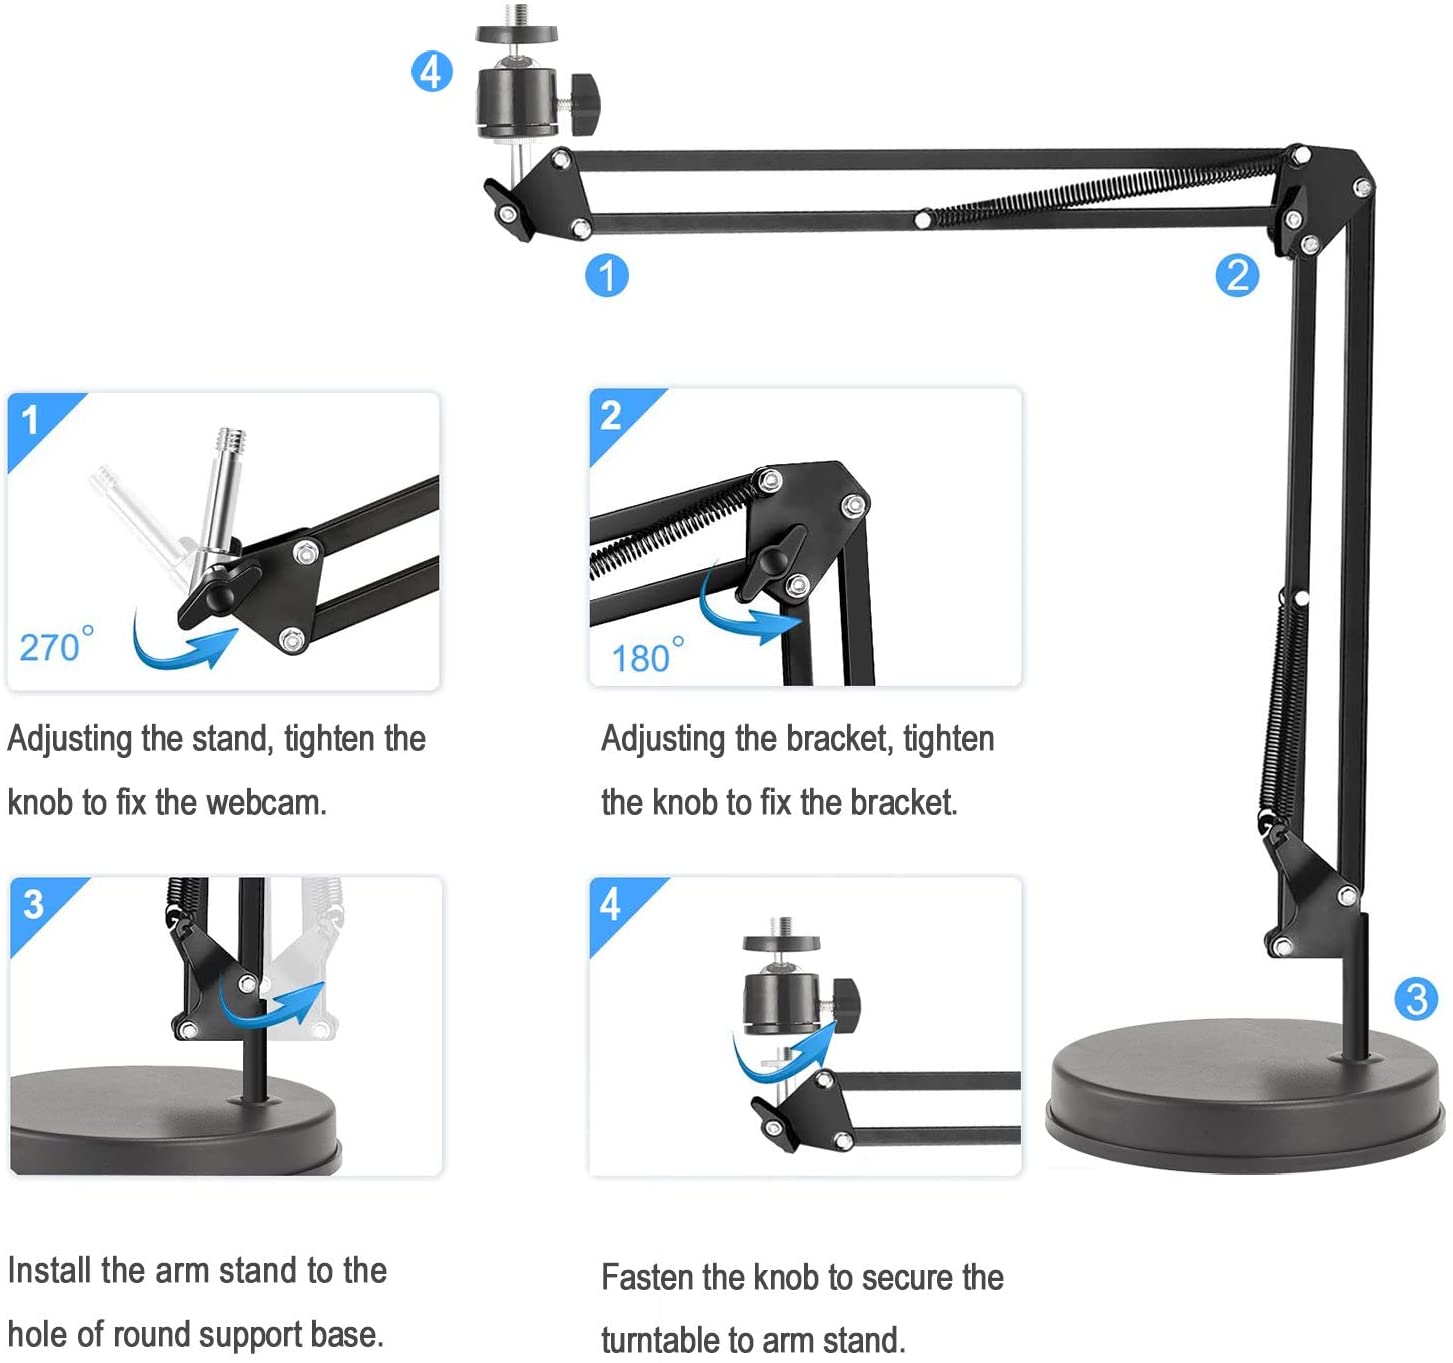 4
1
2
1
270°
2
180°
Adjusting the stand, tighten the
knob to fix the webcam.
Adjusting the bracket, tighten
the knob to fix the bracket.
3
4
3
Install the arm stand to the
hole of round support base.
Fasten the knob to secure the
turntable to arm stand.